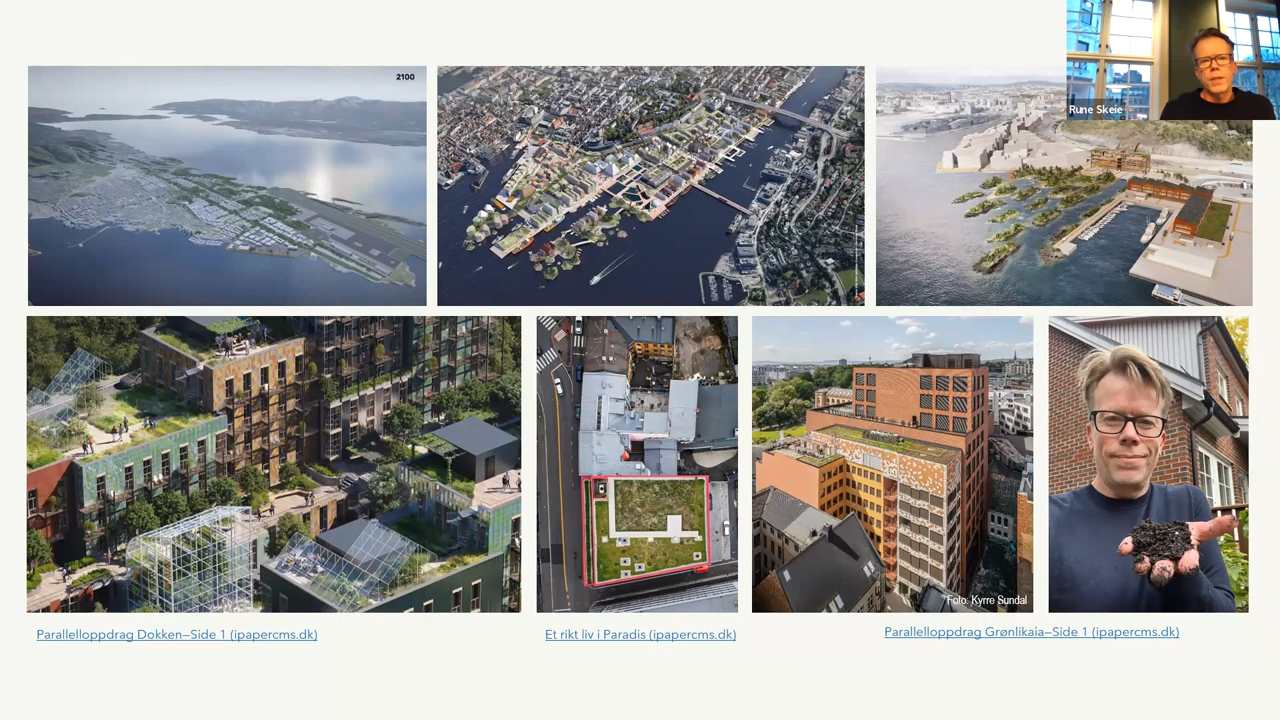 2100
Rune Skeie
Foto: Kyrre Sundal
Parallelloppdrag Dokken–Side 1 (ipapercms.dk)
Et rikt liv i Paradis (ipapercms.dk)
Parallelloppdrag Grønlikaia–Side 1 (ipapercms.dk)